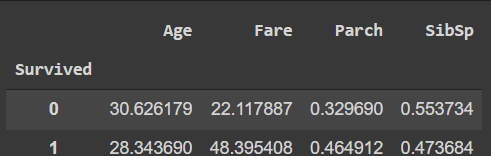 Age Fare Parch SibSp
Survived
0 30.626179 22.117887 0.329690 0.553734
1 28.343690 48.395408 0.464912 0.473684